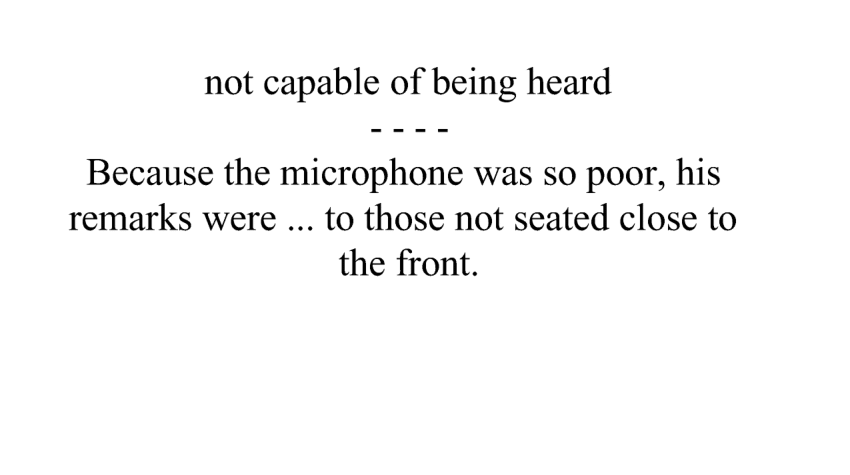 not capable of being heard
- - - -
Because the microphone was so poor, his
remarks were ... to those not seated close to
the front.